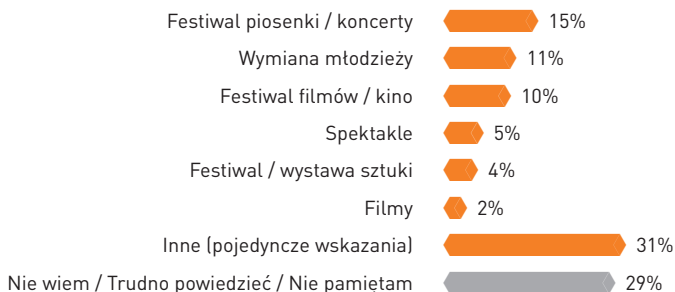 Festiwal piosenki / koncerty 15%
Wymiana młodzieży 11%
Festiwal filmów / kino 10%
Spektakle 5%
Festiwal / wystawa sztuki 4%
Filmy 2%
Inne (pojedyncze wskazania) 31%
Nie wiem / Trudno powiedzieć / Nie pamiętam 29%